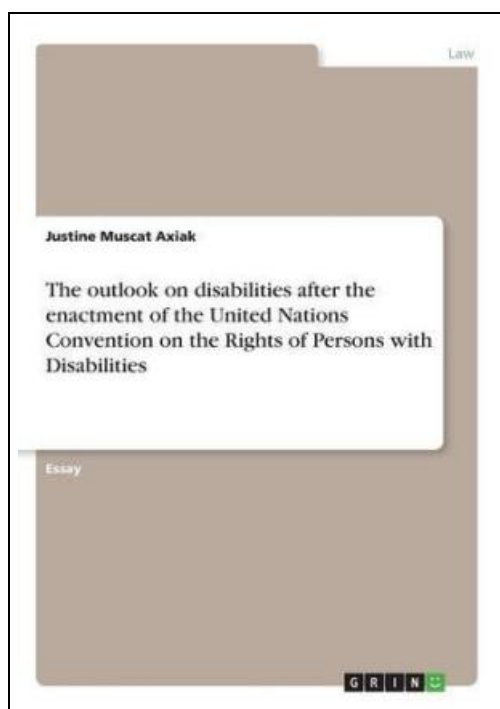 Law
Justine Muscat Axiak
The outlook on disabilities after the
enactment of the United Nations
Convention on the Rights of Persons with
Disabilities
Essay
GRIN